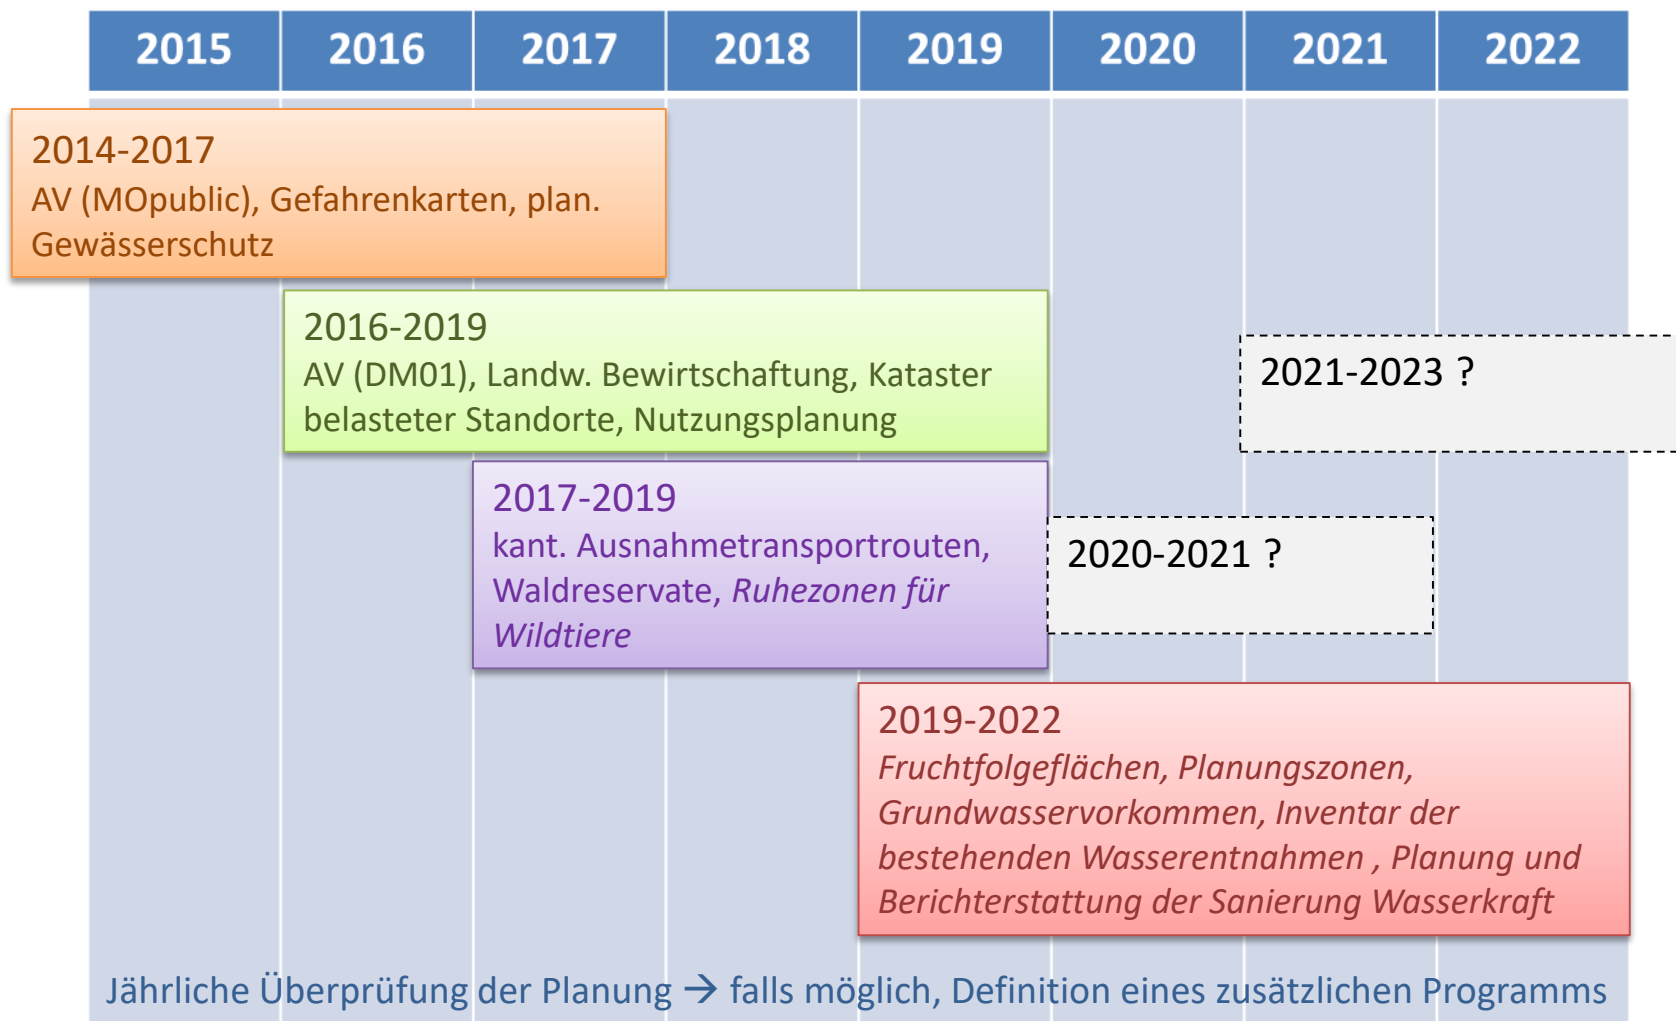 2015 2016 2017 2018 2019 2020 2021 2022
2014-2017
AV (MOpublic), Gefahrenkarten, plan.
Gewässerschutz
2016-2019
AV (DM01), Landw. Bewirtschaftung, Kataster
belasteter Standorte, Nutzungsplanung
2021-2023 ?
2017-2019
kant. Ausnahmetransportrouten,
Waldreservate, Ruhezonen für
Wildtiere
2020-2021 ?
2019-2022
Fruchtfolgeflächen, Planungszonen,
Grundwasservorkommen, Inventar der
bestehenden Wasserentnahmen , Planung und
Berichterstattung der Sanierung Wasserkraft
Jährliche Überprüfung der Planung → falls möglich, Definition eines zusätzlichen Programms